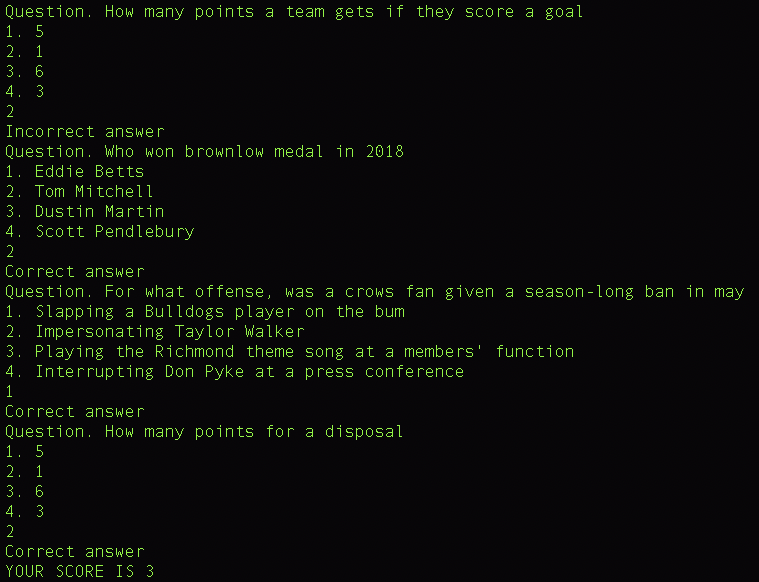 Question. How many points a team gets if they score a goal
1. 5
2. 1
3. 6
4. 3
2
Incorrect answer
Question. Who won brownlow medal in 2018
1. Eddie Betts
2. Tom Mitchell
3. Dustin Martin
4. Scott Pendlebury
2
Correct answer
Question. For what offense, was a crows fan given a season-long ban in may
1. Slapping a Bulldogs player on the bum
2. Impersonating Taylor Walker
3. Playing the Richmond theme song at a members' function
4. Interrupting Don Pyke at a press conference
1
Correct answer
Question. How many points for a disposal
1. 5
2. 1
3. 6
4. 3
2
Correct answer
YOUR SCORE IS 3